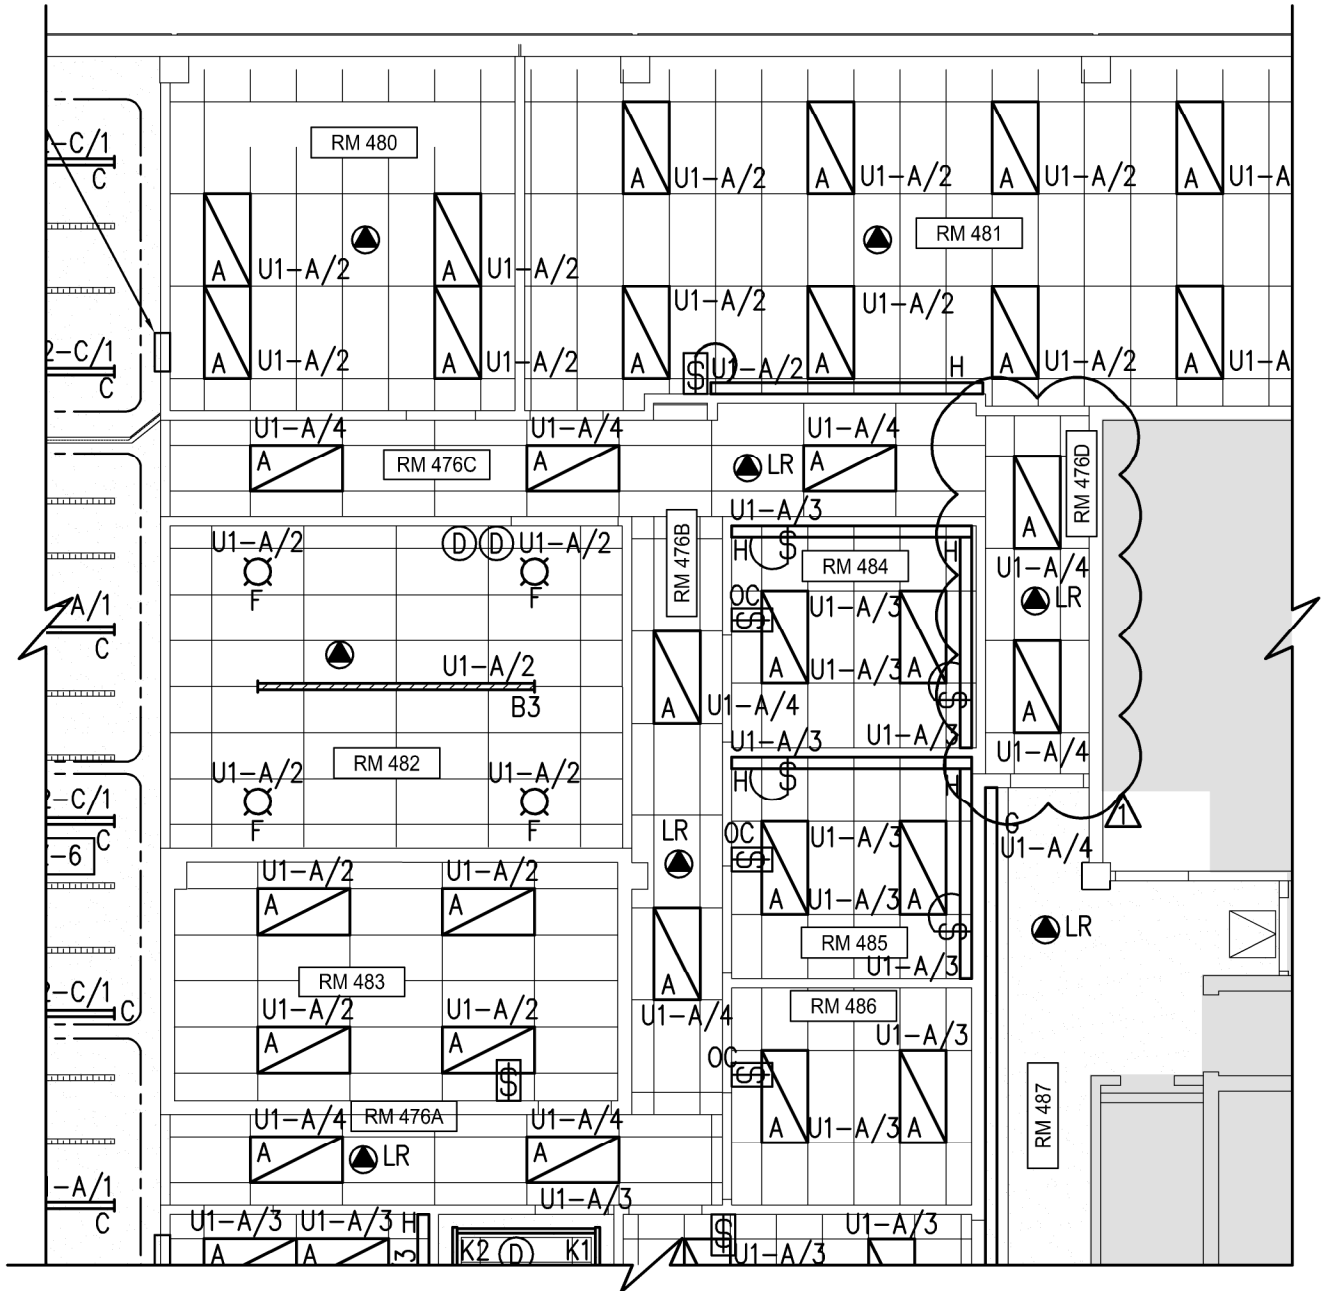 2-C/1
C
RM 480
A U1-A/2
A U1-A/2
A U1-A/2
A U1-A
A U1-A/2
A U1-A/2
RM 481
U1-A/2
U1-A/2
2-C/1
C
A U1-A/2
A U1-A/2
A
$ U1-A/2
A
H
A U1-A/2
A U1-A
U1-A/4
U1-A/4
U1-A/4
A
RM 476C
A
LR
A
RM 476D
A
U1-A/3
U1-A/2
D D U1-A/2
RM 476B
H $ H
RM 484
U1-A/4
F
F
OC
$
U1-A/3
LR
A/1
C
U1-A/2
B3
A
U1-A/4
A
U1-A/3
A
$
A
U1-A/3
U1-A/3
U1-A/4
RM 482
U1-A/2
U1-A/2
F
F
H $ H
2-C/1
C
-6
LR
OC
$
U1-A/3
G
U1-A/4
1
U1-A/2
U1-A/2
A
A
A
U1-A/3
A
$
LR
RM 485
U1-A/3
RM 483
A
U1-A/4
2-C/1
C
U1-A/2
U1-A/2
A
A
$
RM 486
U1-A/3
OC
$
A
U1-A/3
A
RM 487
U1-A/4
RM 476A
U1-A/4
A
LR
A
1-A/1
C
U1-A/3
U1-A/3
U1-A/3
H
3
K2
D
K1
$
U1-A/3
U1-A/3